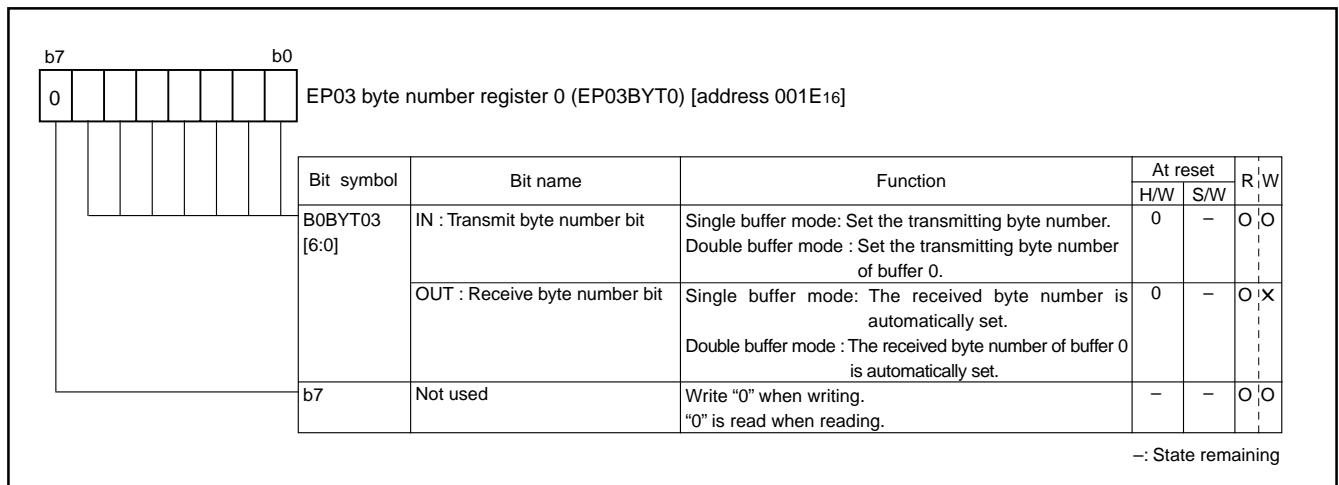 b7 b0
0 EP03 byte number register 0 (EP03BYT0) [address 001E16]
Bit symbol Bit name Function At reset R W
H/W S/W
B0BYT03 IN : Transmit byte number bit Single buffer mode: Set the transmitting byte number. 0 – O O
[6:0] Double buffer mode : Set the transmitting byte number
of buffer 0.
OUT : Receive byte number bit Single buffer mode: The received byte number is 0 – O ×
automatically set.
Double buffer mode : The received byte number of buffer 0
is automatically set.
b7 Not used Write “0” when writing. – – O O
“0” is read when reading.
–: State remaining